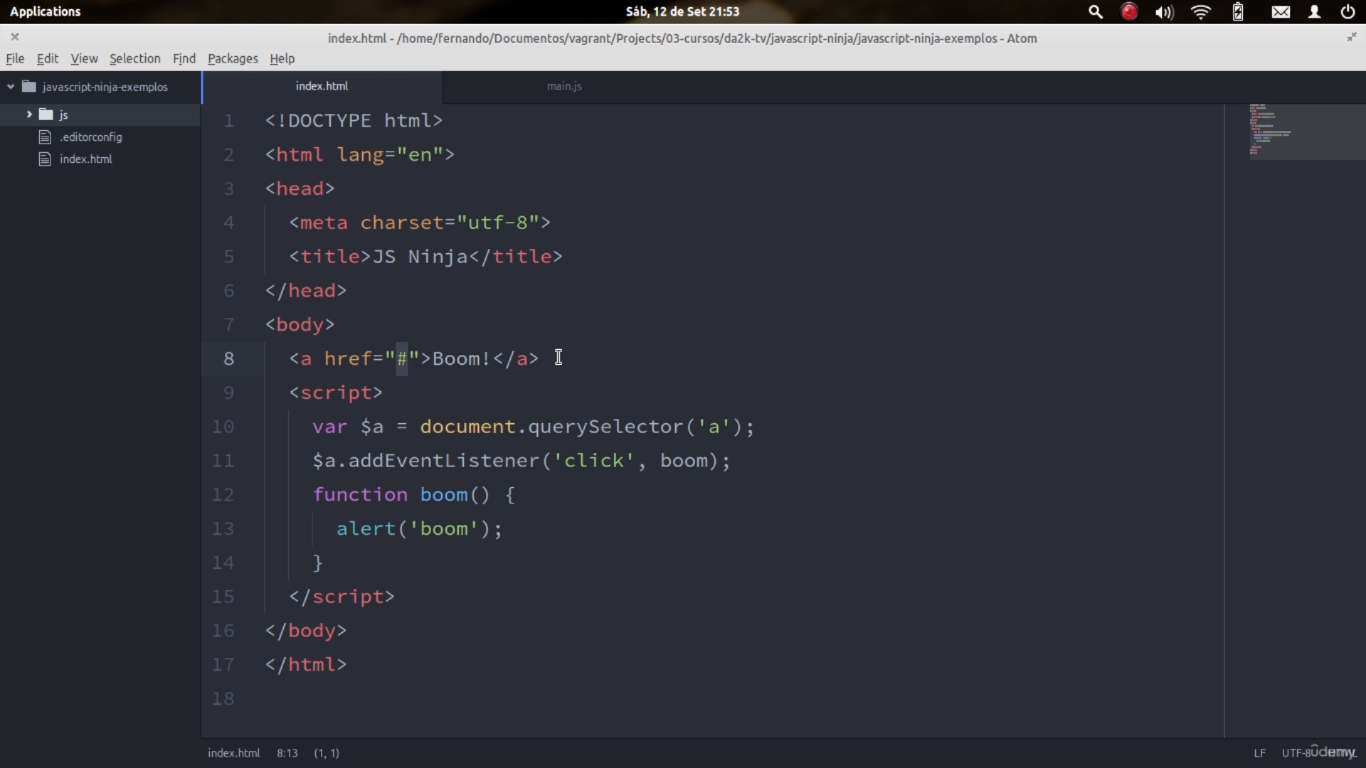 Applications
Sáb, 12 de Set 21:53
index.html - /home/fernando/Documentos/vagrant/Projects/03-cursos/da2k-tv/javascript-ninja/javascript-ninja-exemplos - Atom
File Edit View Selection Find Packages Help
javascript-ninja-exemplos
js
.editorconfig
index.html
index.html
main.js
1 <!DOCTYPE html>
2 <html lang="en">
3 <head>
4 <meta charset="utf-8">
5 <title>JS Ninja</title>
6 </head>
7 <body>
8 <a href="#">Boom!</a>
9 <script>
10 var $a = document.querySelector('a');
11 $a.addEventListener('click', boom);
12 function boom() {
13 alert('boom');
14 }
15 </script>
16 </body>
17 </html>
18
index.html 8:13 (1, 1)
LF UTF-8 HTML
ûdemy